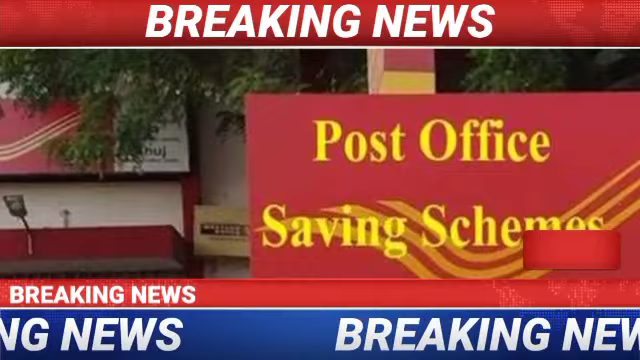 BREAKING NEWS
Post Office
Saving Schemes
BREAKING NEWS
NG NEWS
BREAKING NEW